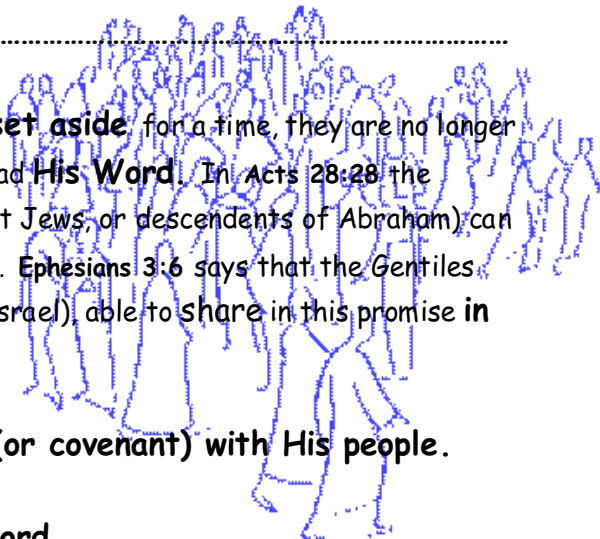 ………………………………………………………………………………
set aside for a time, they are no longer
ad His Word. In Acts 28:28 the
t Jews, or descendents of Abraham) can
. Ephesians 3:6 says that the Gentiles
srael), able to share in this promise in
(or covenant) with His people.
ord